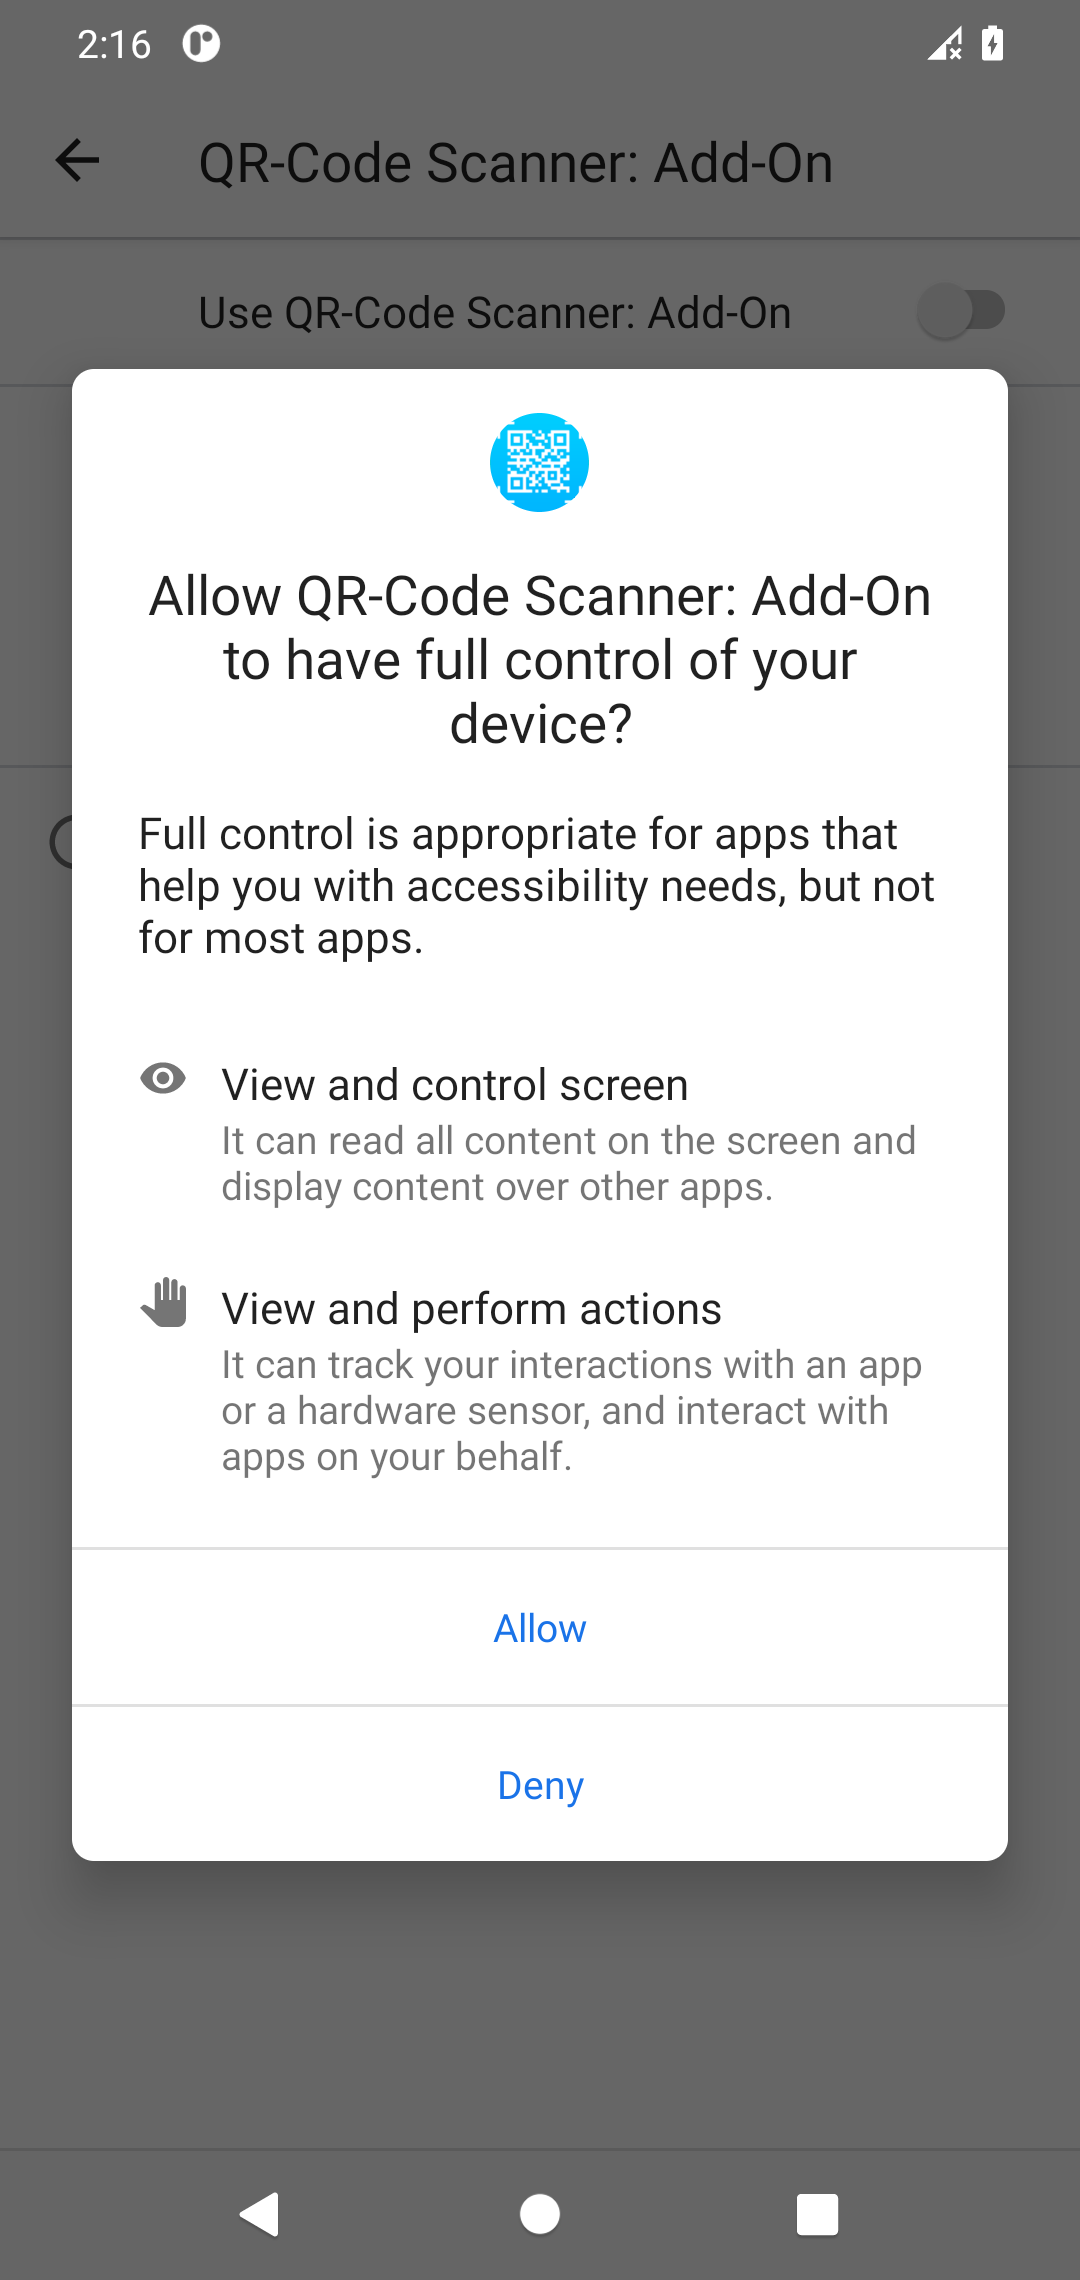 2:16
QR-Code Scanner: Add-On
Use QR-Code Scanner: Add-On
Allow QR-Code Scanner: Add-On
to have full control of your
device?
Full control is appropriate for apps that
help you with accessibility needs, but not
for most apps.
View and control screen
It can read all content on the screen and
display content over other apps.
View and perform actions
It can track your interactions with an app
or a hardware sensor, and interact with
apps on your behalf.
Allow
Deny